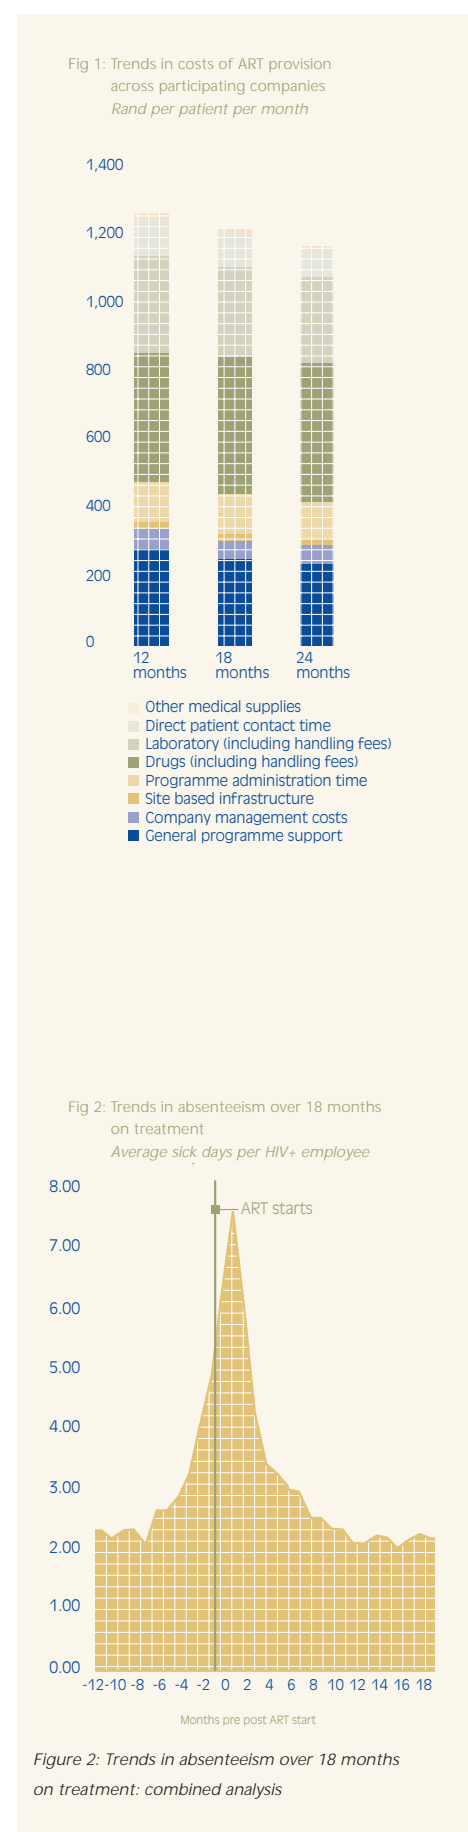 Fig 1: Trends in costs of ART provision
across participating companies
Rand per patient per month
1,400
1,200
1,000
800
600
400
200
0
12 months
18 months
24 months
Other medical supplies
Direct patient contact time
Laboratory (including handling fees)
Drugs (including handling fees)
Programme administration time
Site based infrastructure
Company management costs
General programme support
Fig 2: Trends in absenteeism over 18 months
on treatment
Average sick days per HIV+ employee
8.00
ART starts
7.00
6.00
5.00
4.00
3.00
2.00
1.00
0.00
-12 -10 -8 -6 -4 -2 0 2 4 6 8 10 12 14 16 18
Months pre post ART start
Figure 2: Trends in absenteeism over 18 months
on treatment: combined analysis